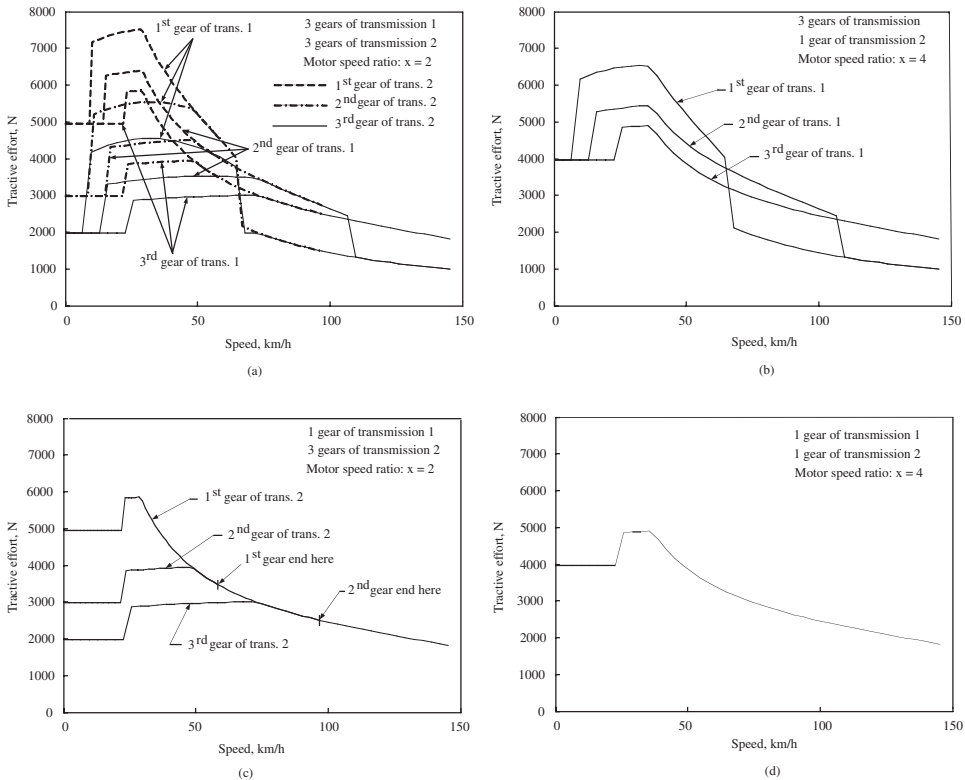 8000
7000
6000
5000
4000
3000
2000
1000
0
Tractive effort, N
1st gear of trans. 1
3 gears of transmission 1
3 gears of transmission 2
Motor speed ratio: x = 2
1st gear of trans. 2
2nd gear of trans. 2
3rd gear of trans. 2
2nd gear of trans. 1
3rd gear of trans. 1
0 50 100 150
Speed, km/h
(a)
8000
7000
6000
5000
4000
3000
2000
1000
0
Tractive effort, N
3 gears of transmission
1 gear of transmission 2
Motor speed ratio: x = 4
1st gear of trans. 1
2nd gear of trans. 1
3rd gear of trans. 1
0 50 100 150
Speed, km/h
(b)
8000
7000
6000
5000
4000
3000
2000
1000
0
Tractive effort, N
1 gear of transmission 1
3 gears of transmission 2
Motor speed ratio: x = 2
1st gear of trans. 2
2nd gear of trans. 2
1st gear end here
2nd gear end here
3rd gear of trans. 2
0 50 100 150
Speed, km/h
(c)
8000
7000
6000
5000
4000
3000
2000
1000
0
Tractive effort, N
1 gear of transmission 1
1 gear of transmission 2
Motor speed ratio: x = 4
0 50 100 150
Speed, km/h
(d)